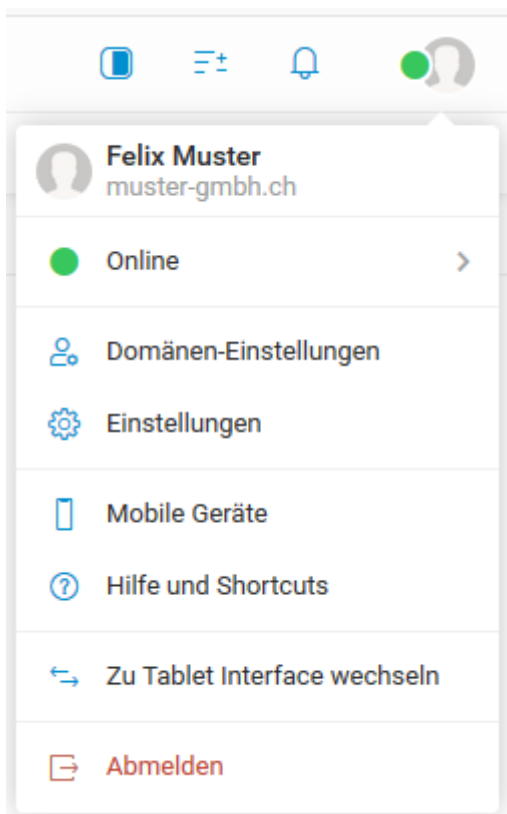 Felix Muster
muster-gmbh.ch
Online
Domänen-Einstellungen
Einstellungen
Mobile Geräte
Hilfe und Shortcuts
Zu Tablet Interface wechseln
Abmelden